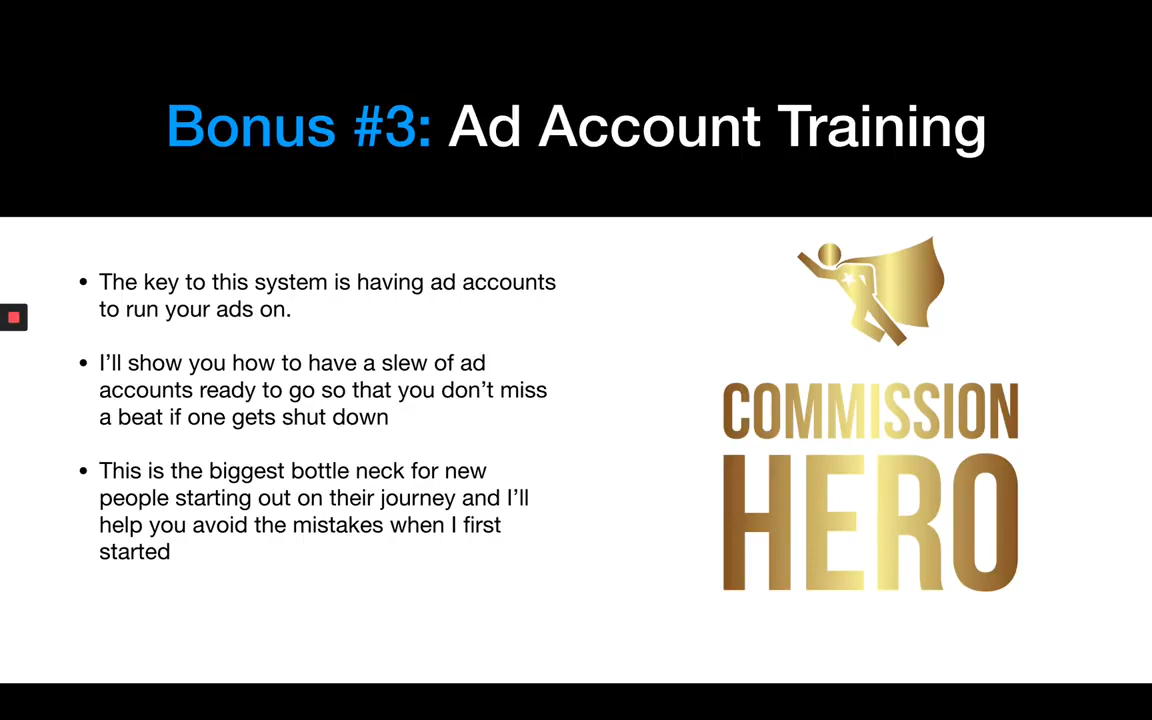 Bonus #3: Ad Account Training
• The key to this system is having ad accounts
to run your ads on.
• I’ll show you how to have a slew of ad
accounts ready to go so that you don’t miss
a beat if one gets shut down
• This is the biggest bottle neck for new
people starting out on their journey and I’ll
help you avoid the mistakes when I first
started
COMMISSION
HERO